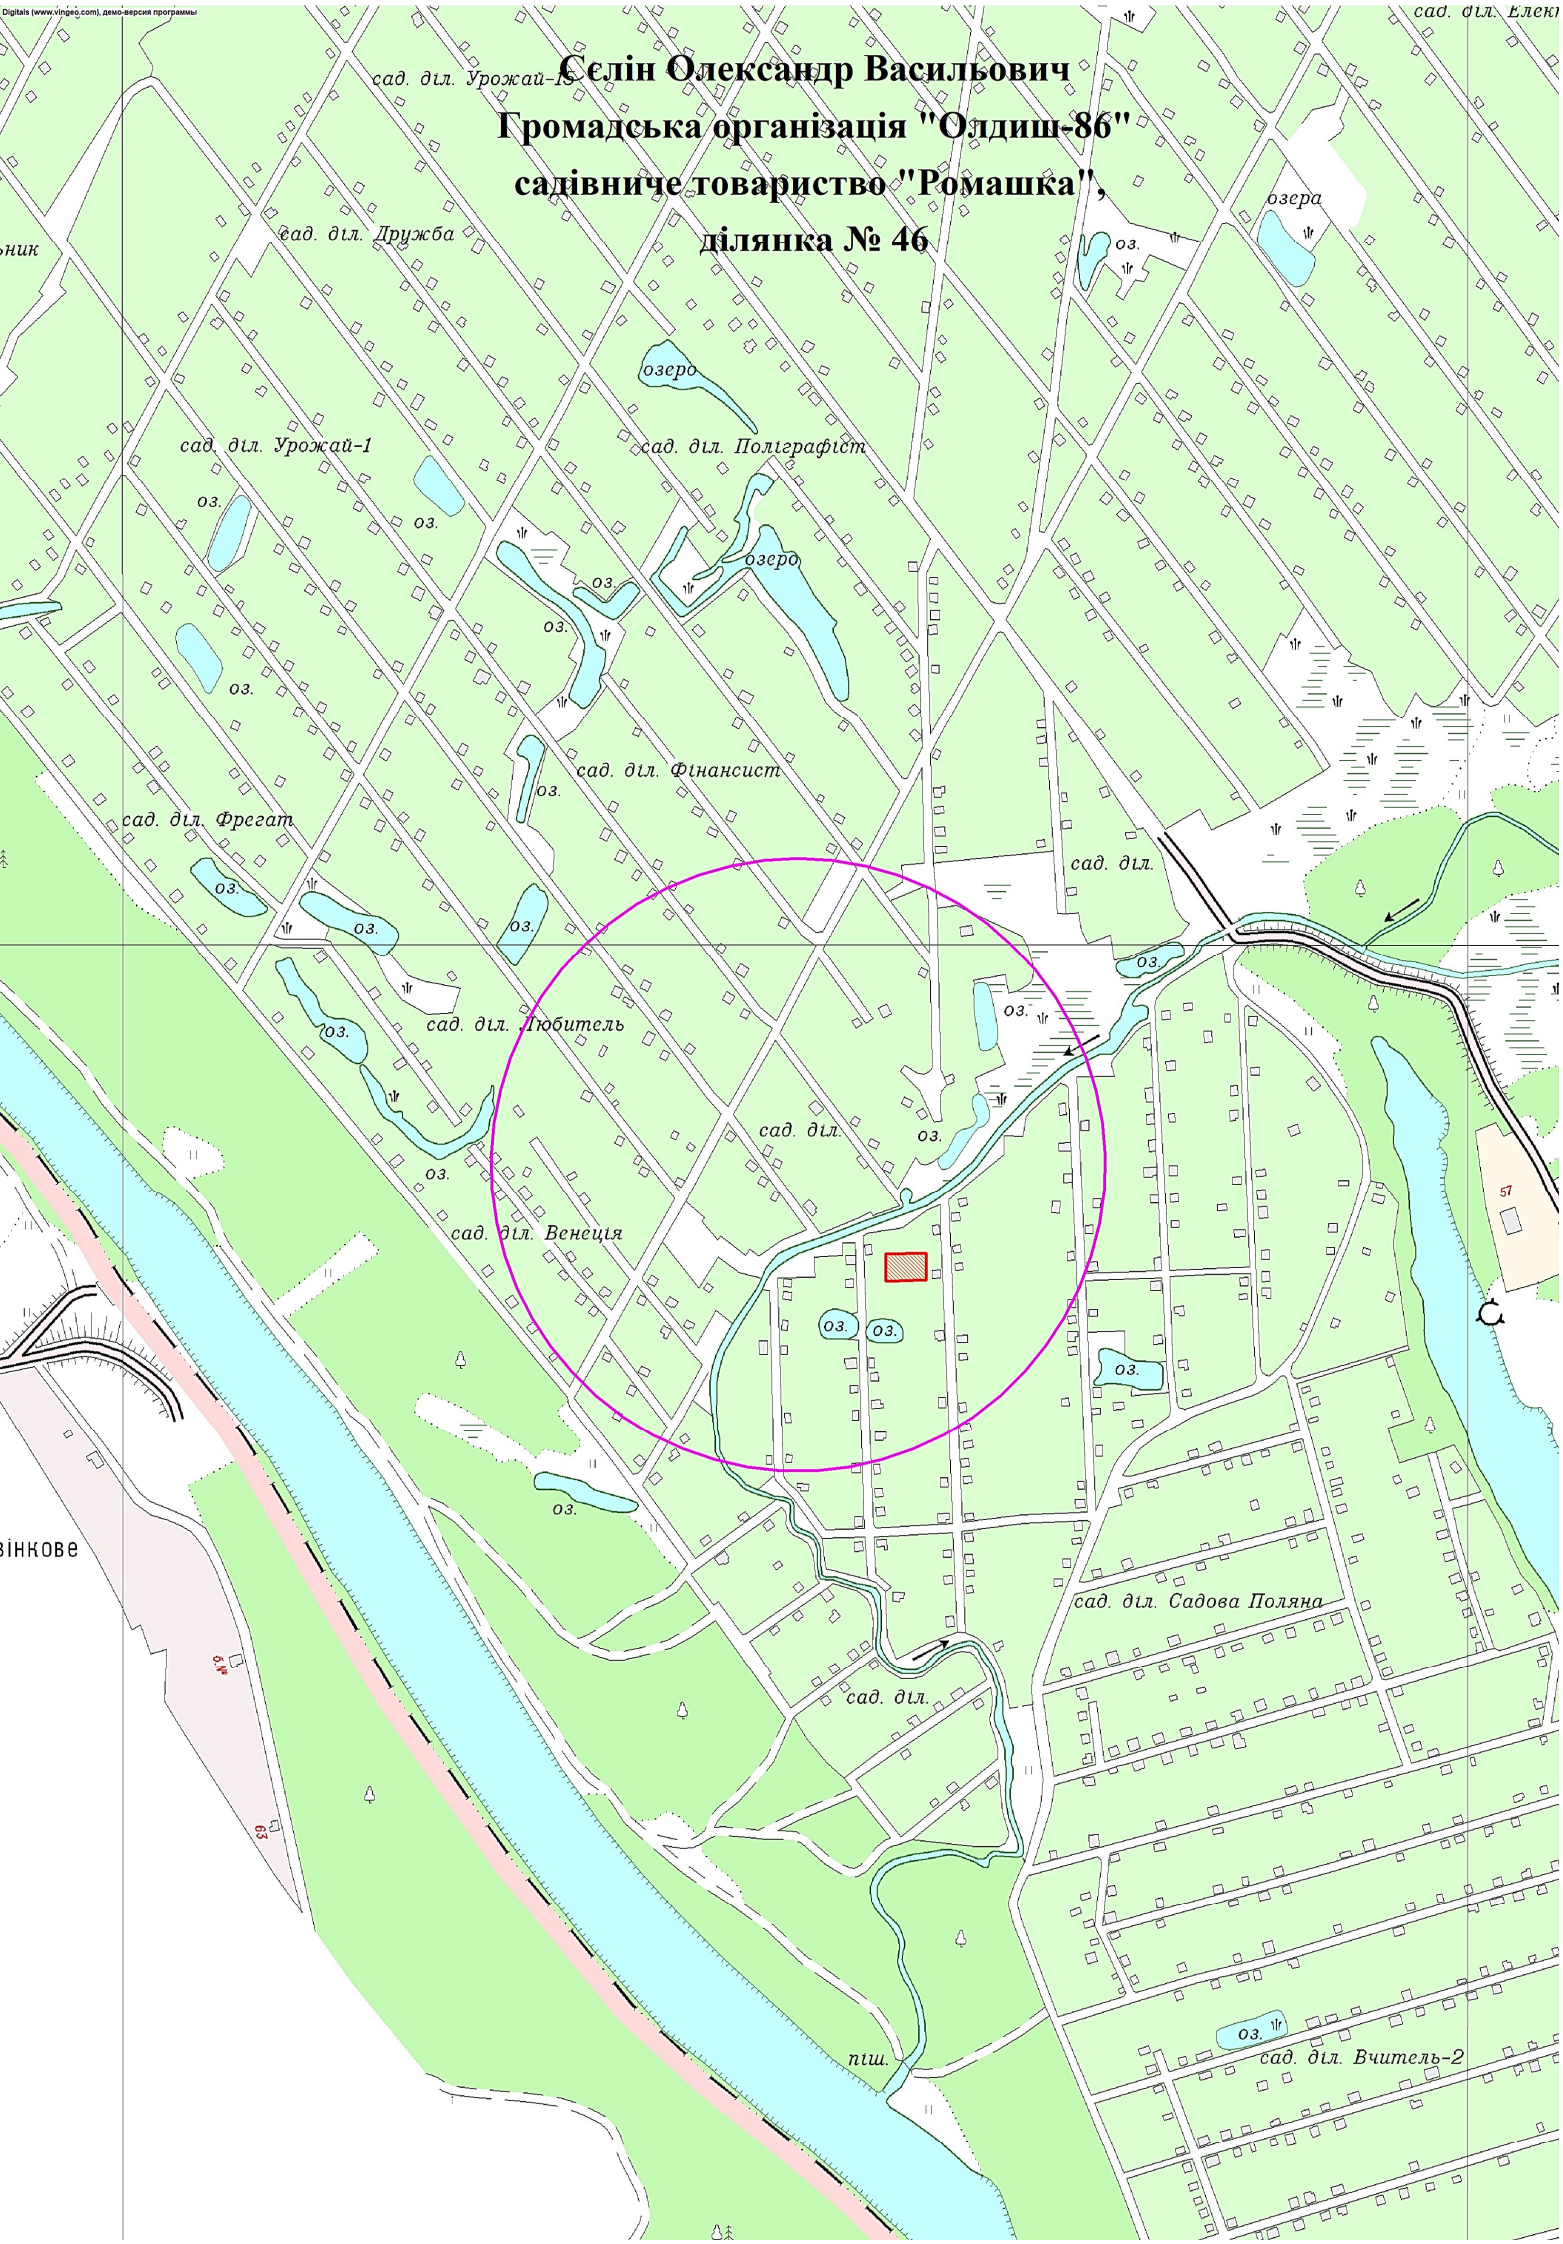 Digitals (www.vingeo.com), демо-версия программы
сад. діл. Елек
сад. діл. Урожай-15
Сєлін Олександр Васильович
Громадська організація "Олдиш-86"
садівниче товариство "Ромашка",
ділянка № 46
озера
сад. діл. Дружба
оз.
ьник
озеро
сад. діл. Урожай-1
сад. діл. Поліграфіст
оз.
оз.
озеро
оз.
оз.
оз.
сад. діл. Фінансист
оз.
сад. діл. Фрегат
сад. діл.
оз.
оз.
оз.
оз.
оз.
сад. діл. Любитель
оз.
сад. діл.
оз.
оз.
57
сад. діл. Венеція
оз.
оз.
оз.
оз.
зінкове
сад. діл. Садова Поляна
б.№
сад. діл.
63
оз.
піш.
сад. діл. Вчитель-2